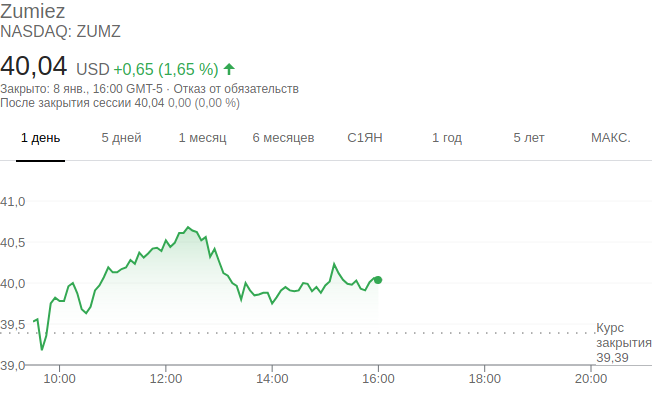 Zumiez
NASDAQ: ZUMZ
40,04 USD +0,65 (1,65 %)
Закрыто: 8 янв., 16:00 GMT-5 · Отказ от обязательств
После закрытия сессии 40,04 0,00 (0,00 %)
1 день 5 дней 1 месяц 6 месяцев С1ЯН 1 год 5 лет МАКС.
41,0
40,5
40,0
39,5
39,0
Курс
закрытия
39,39
10:00 12:00 14:00 16:00 18:00 20:00